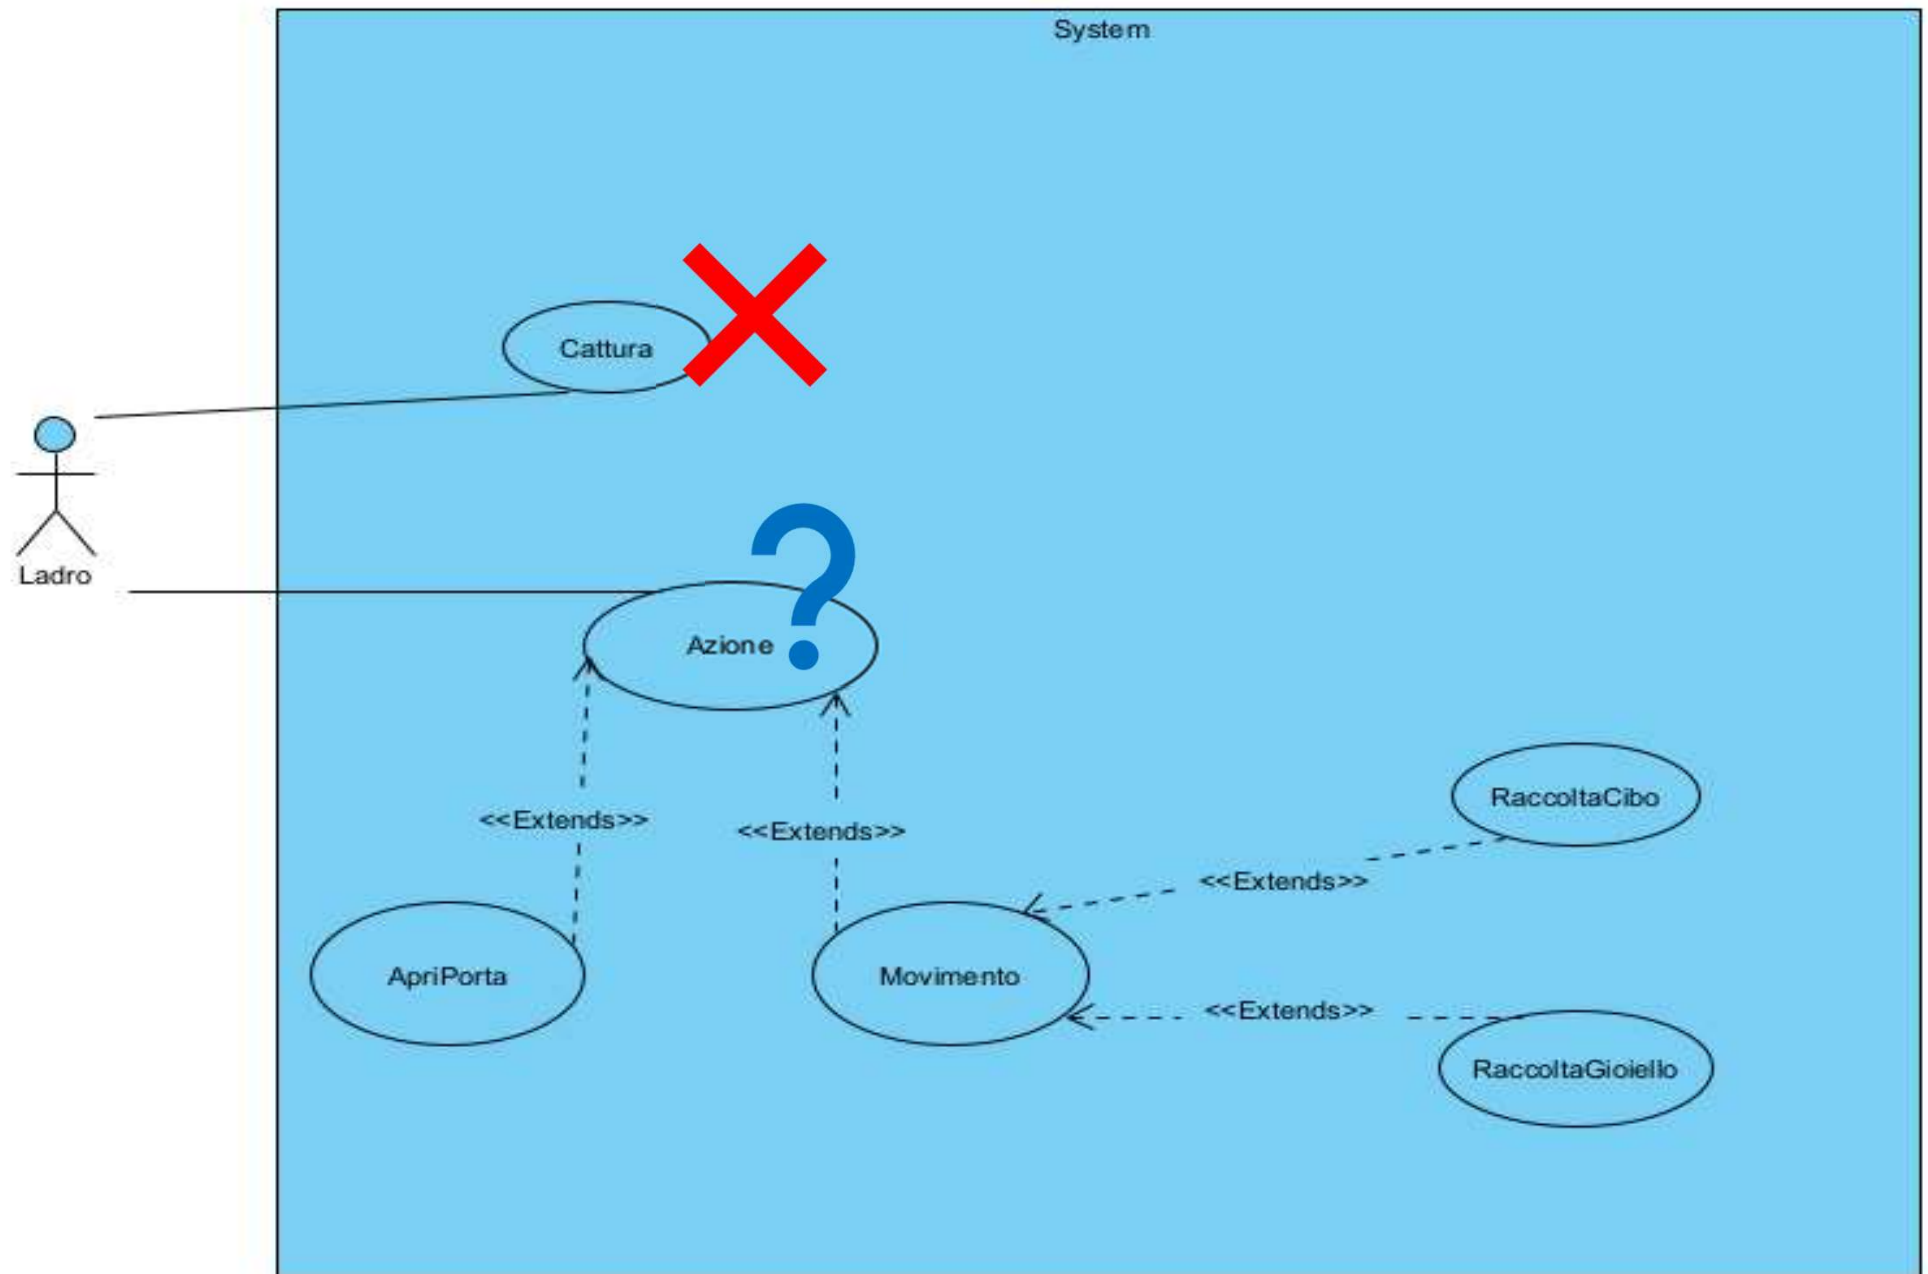 System
Cattura
Ladro
?
Azione
<<Extends>>
<<Extends>>
RaccoltaCibo
<<Extends>>
ApriPorta
Movimento
<<Extends>>
RaccoltaGioiello